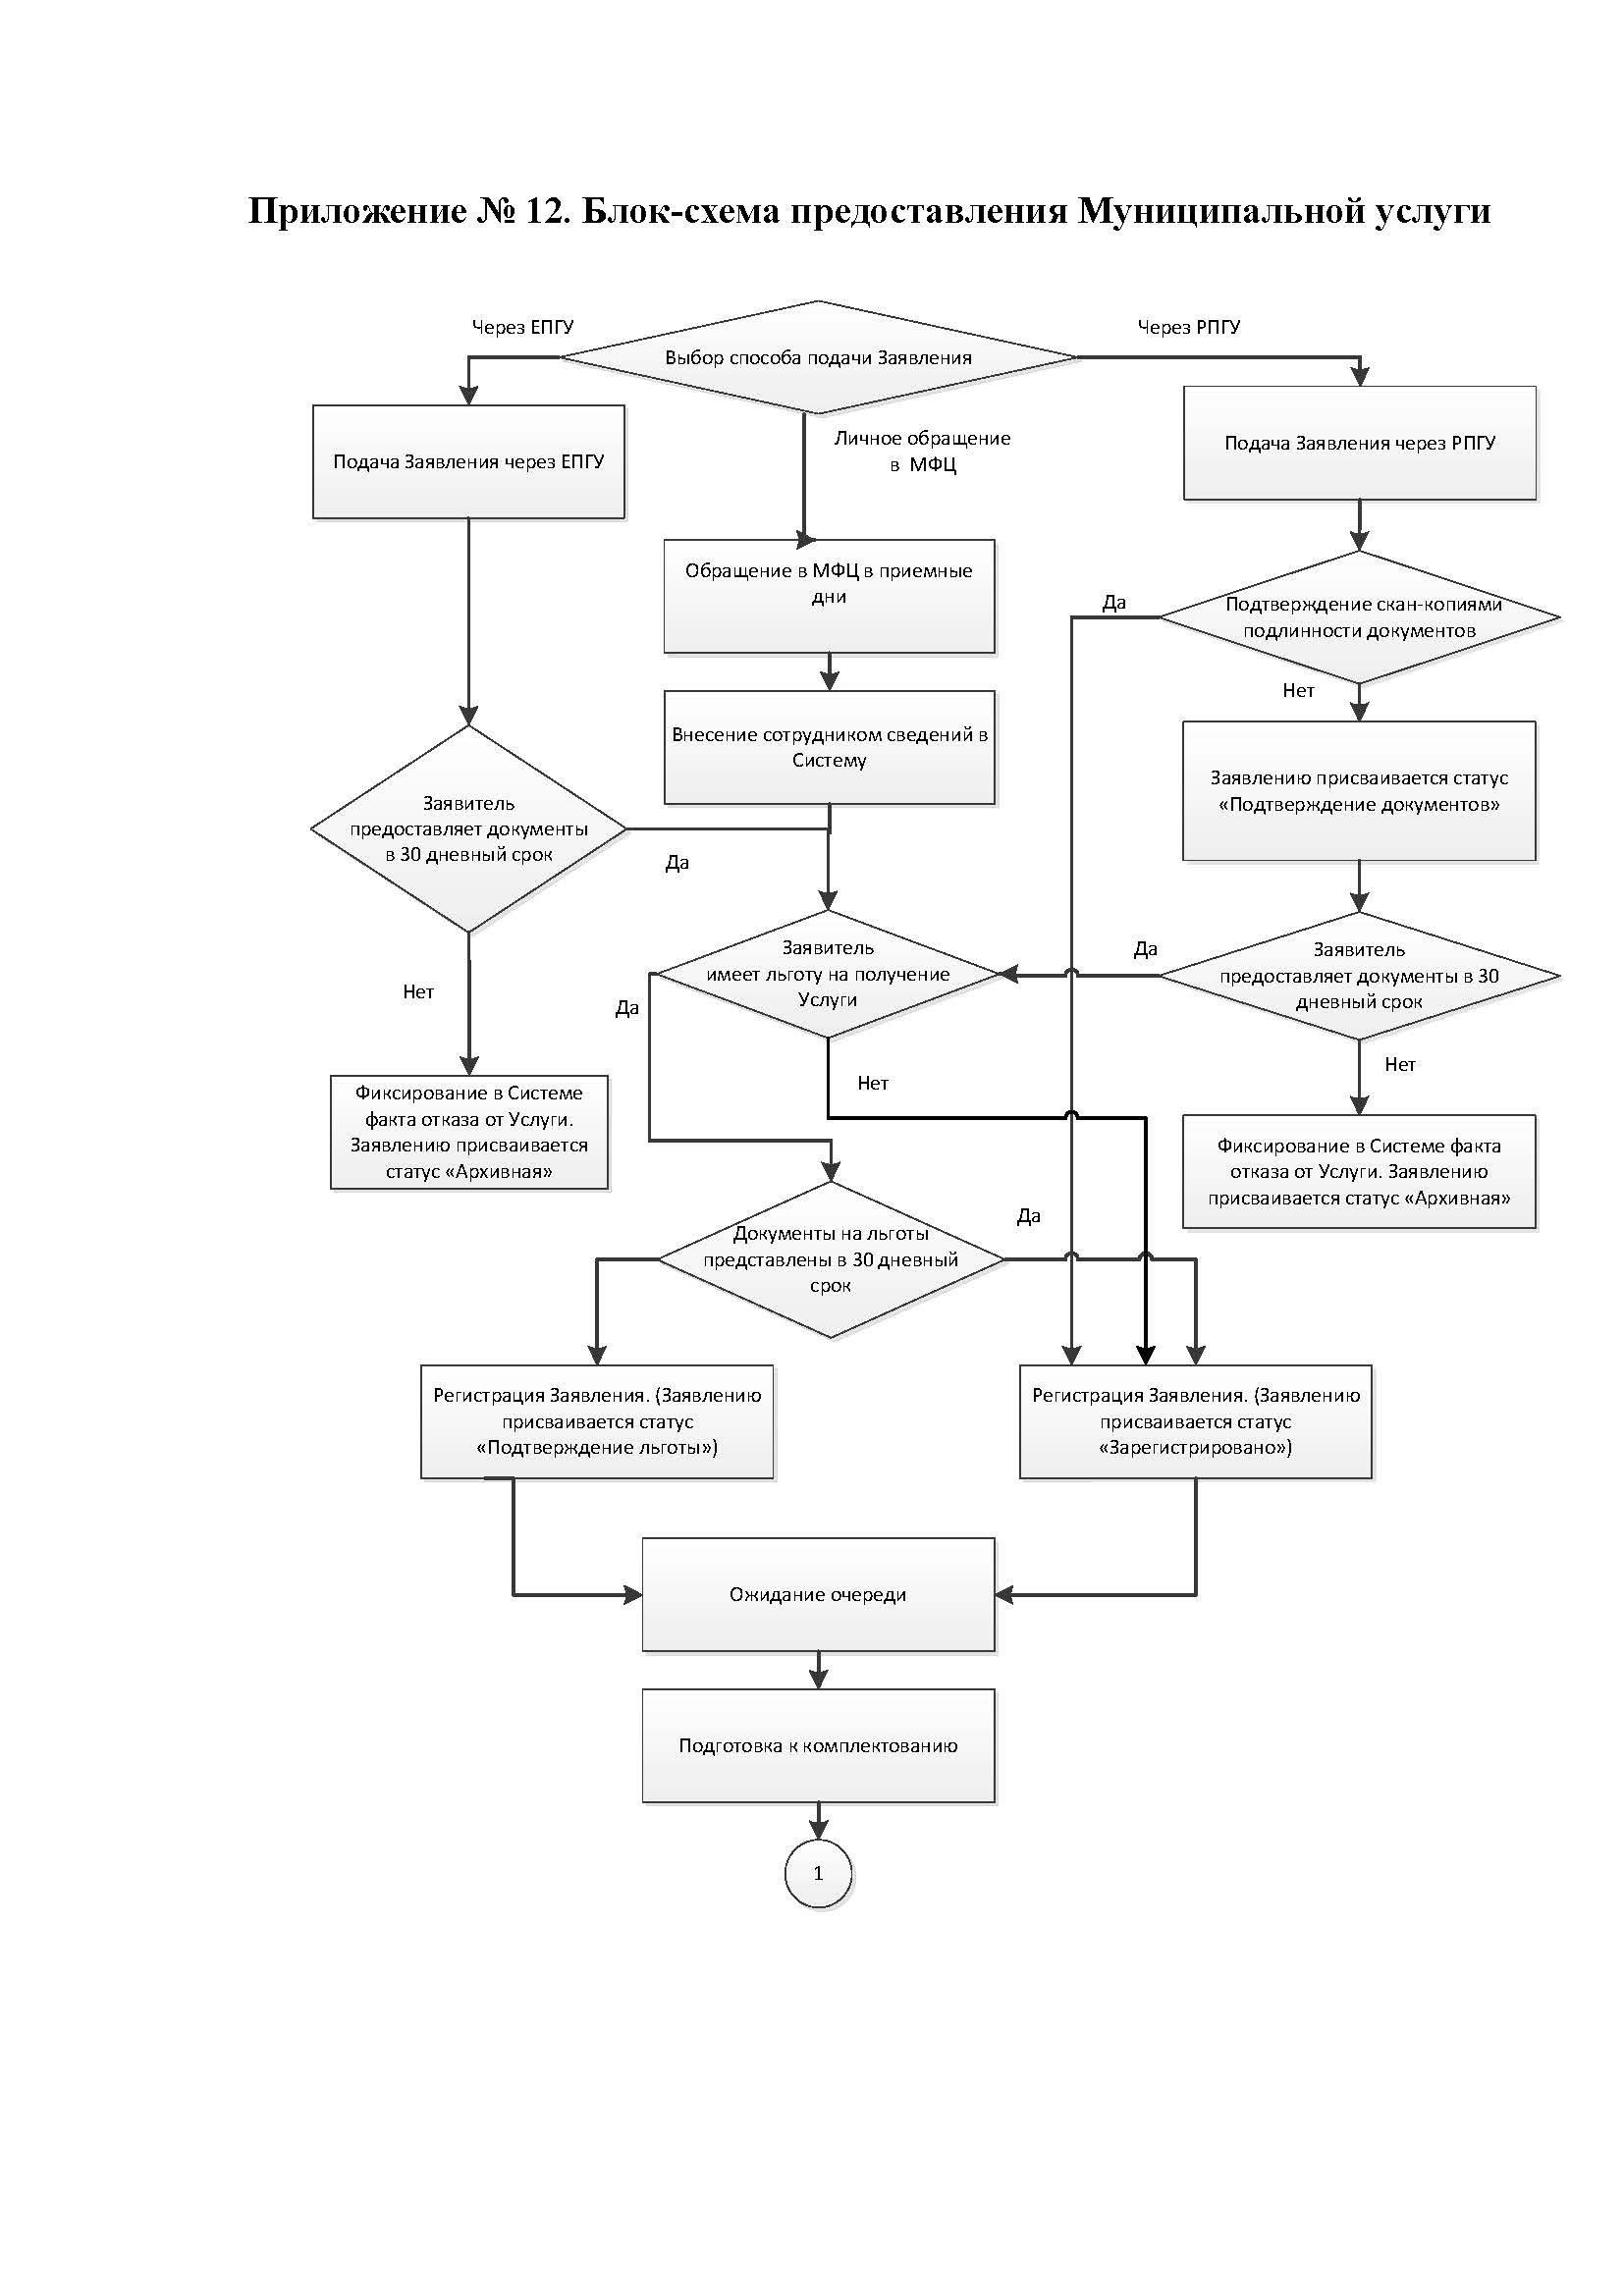 Приложение № 12. Блок-схема предоставления Муниципальной услуги
Через ЕПГУ
Выбор способа подачи Заявления
Через РПГУ
Подача Заявления через ЕПГУ
Личное обращение
в МФЦ
Подача Заявления через РПГУ
Обращение в МФЦ в приемные
дни
Да
Подтверждение скан-копиями
подлинности документов
Нет
Внесение сотрудником сведений в
Систему
Заявлению присваивается статус
«Подтверждение документов»
Заявитель
предоставляет документы
в 30 дневный срок
Да
Нет
Заявитель
имеет льготу на получение
Услуги
Да
Да
Заявитель
предоставляет документы в 30
дневный срок
Нет
Нет
Фиксирование в Системе
факта отказа от Услуги.
Заявлению присваивается
статус «Архивная»
Фиксирование в Системе факта
отказа от Услуги. Заявлению
присваивается статус «Архивная»
Документы на льготы
представлены в 30 дневный
срок
Да
Регистрация Заявления. (Заявлению
присваивается статус
«Подтверждение льготы»)
Регистрация Заявления. (Заявлению
присваивается статус
«Зарегистрировано»)
Ожидание очереди
Подготовка к комплектованию
1